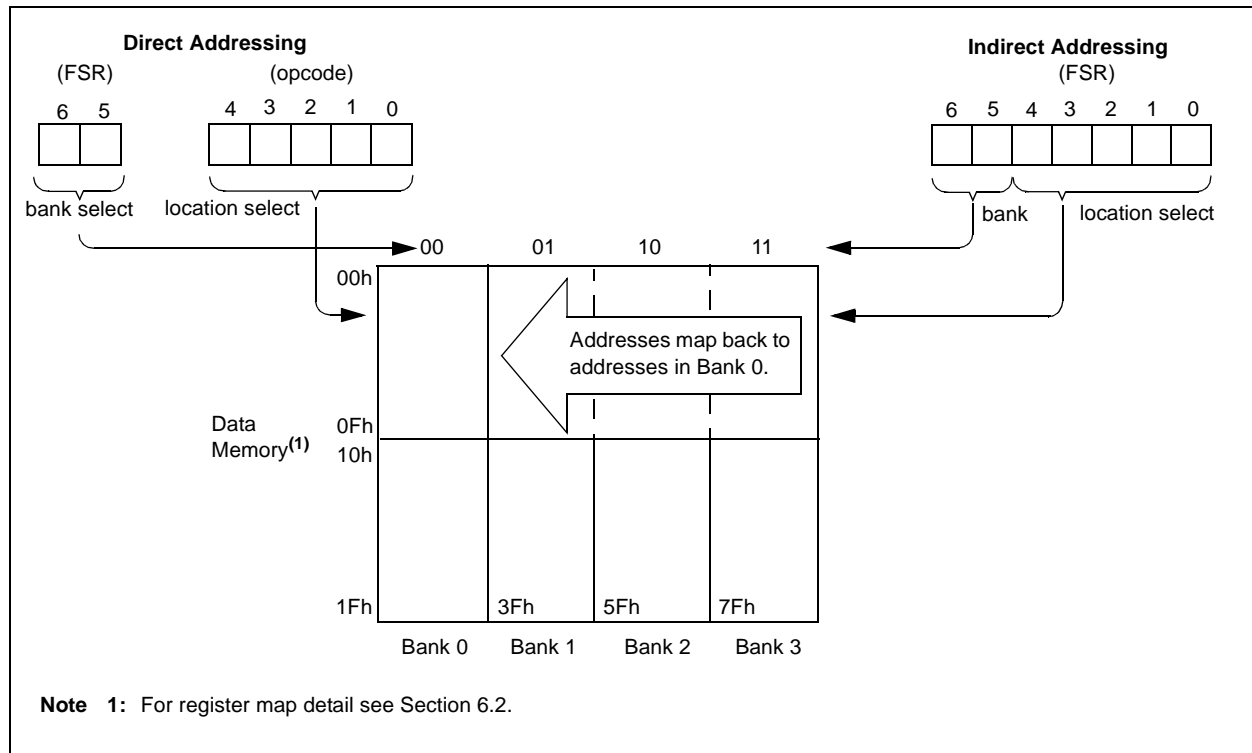 Direct Addressing
(FSR) (opcode)
6 5 4 3 2 1 0
bank select location select
Indirect Addressing
(FSR)
6 5 4 3 2 1 0
bank location select
00 01 10 11
00h
Addresses map back to
addresses in Bank 0.
Data
Memory(1)
0Fh
10h
1Fh 3Fh 5Fh 7Fh
Bank 0 Bank 1 Bank 2 Bank 3
Note 1: For register map detail see Section 6.2.